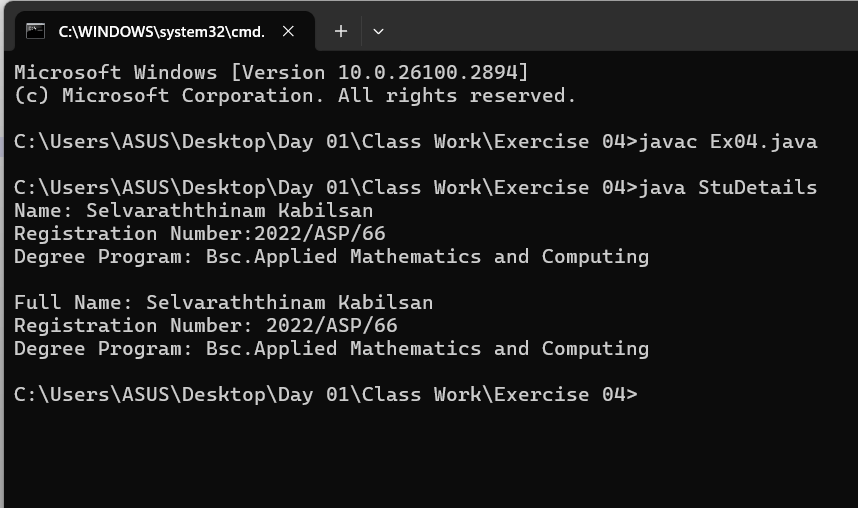 C:\WINDOWS\system32\cmd.
Microsoft Windows [Version 10.0.26100.2894]
(c) Microsoft Corporation. All rights reserved.
C:\Users\ASUS\Desktop\Day 01\Class Work\Exercise 04>javac Ex04.java
C:\Users\ASUS\Desktop\Day 01\Class Work\Exercise 04>java StuDetails
Name: Selvaraththinam Kabilsan
Registration Number:2022/ASP/66
Degree Program: Bsc.Applied Mathematics and Computing
Full Name: Selvaraththinam Kabilsan
Registration Number: 2022/ASP/66
Degree Program: Bsc.Applied Mathematics and Computing
C:\Users\ASUS\Desktop\Day 01\Class Work\Exercise 04>